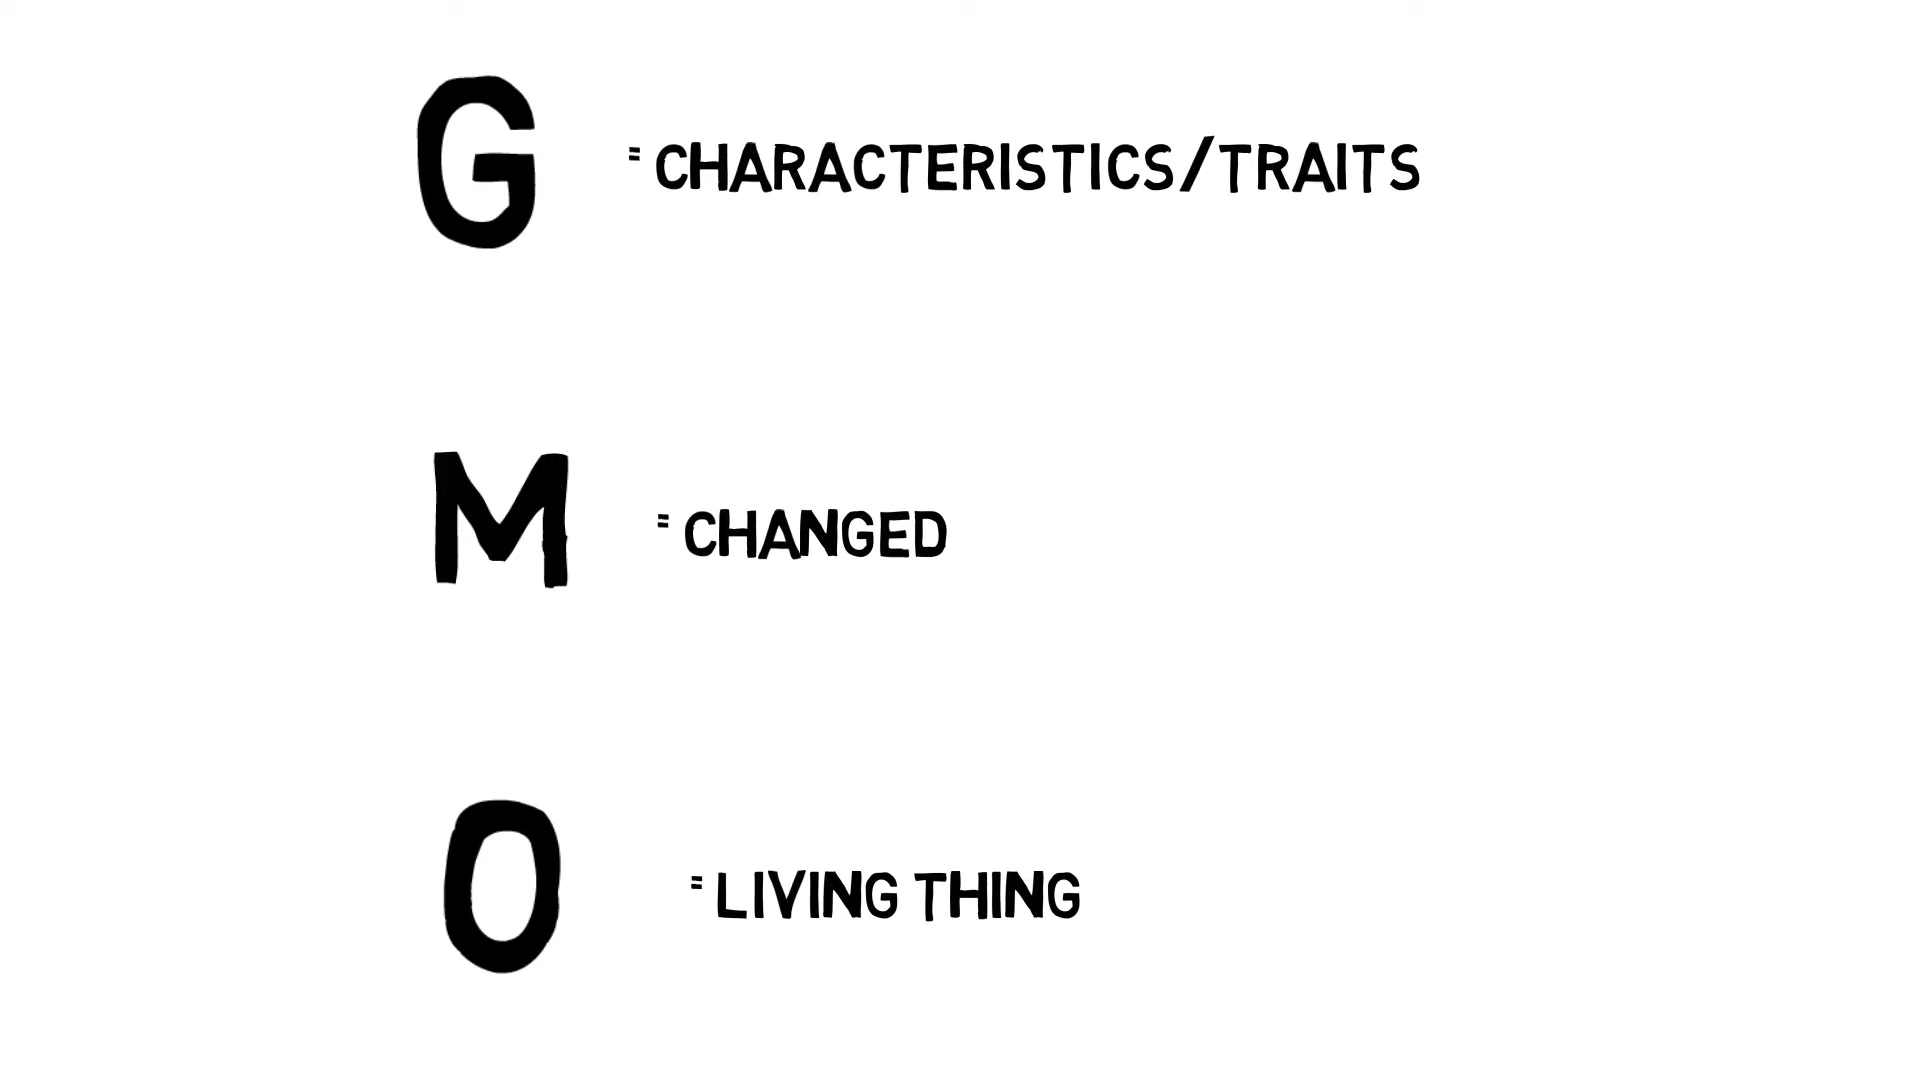 G = CHARACTERISTICS/TRAITS
M = CHANGED
O = LIVING THING